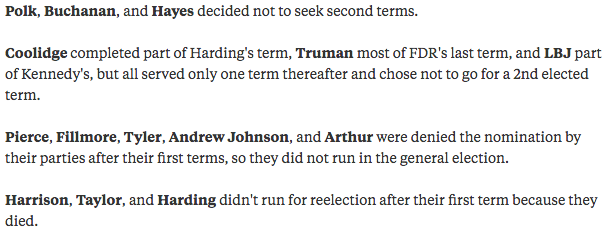 Polk, Buchanan, and Hayes decided not to seek second terms.
Coolidge completed part of Harding's term, Truman most of FDR's last term, and LBJ part
of Kennedy's, but all served only one term thereafter and chose not to go for a 2nd elected
term.
Pierce, Fillmore, Tyler, Andrew Johnson, and Arthur were denied the nomination by
their parties after their first terms, so they did not run in the general election.
Harrison, Taylor, and Harding didn't run for reelection after their first term because they
died.